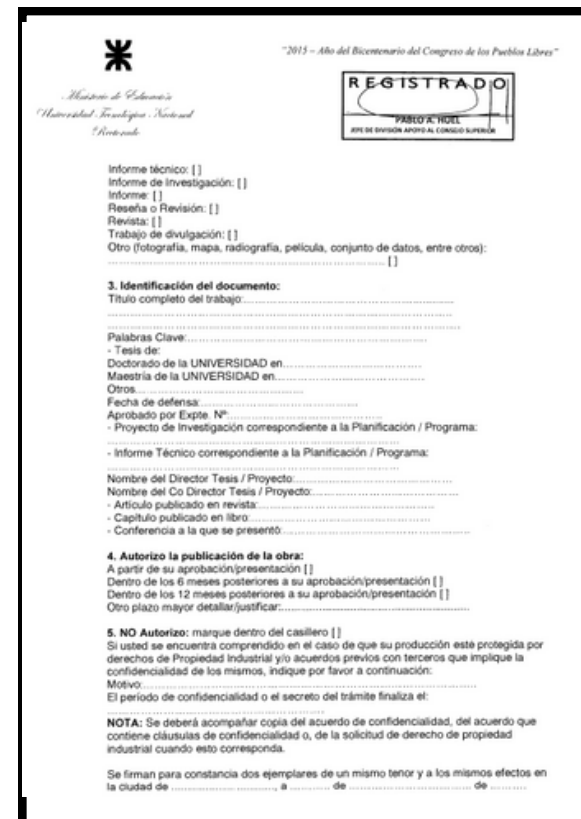 "2015 – Año del Bicentenario del Congreso de los Pueblos Libres"
Ministerio de Educación
Universidad Tecnológica Nacional
Rectorado
REGISTRADO
PABLO A. HUEL
JEFE DE DIVISIÓN APOYO AL CONSEJO SUPERIOR
Informe técnico: [ ]
Informe de Investigación: [ ]
Informe: [ ]
Reseña o Revisión: [ ]
Revista: [ ]
Trabajo de divulgación: [ ]
Otro (fotografía, mapa, radiografía, película, conjunto de datos, entre otros):
.................................................................. [ ]
3. Identificación del documento:
Título completo del trabajo:..................................................
..................................................................................
....................................................................................
Palabras Clave:.....................................
- Tesis de:
Doctorado de la UNIVERSIDAD en.................................
Maestría de la UNIVERSIDAD en...................................
Otros...............................................
Fecha de defensa:.....................................
Aprobado por Expte. Nº:.....................................
- Proyecto de Investigación correspondiente a la Planificación / Programa:
......................................................................
- Informe Técnico correspondiente a la Planificación / Programa:
......................................................................
Nombre del Director Tesis / Proyecto:.....................................
Nombre del Co Director Tesis / Proyecto:...................................
- Artículo publicado en revista:.............................................
- Capítulo publicado en libro:...........................................
- Conferencia a la que se presentó:...........................................
4. Autorizo la publicación de la obra:
A partir de su aprobación/presentación [ ]
Dentro de los 6 meses posteriores a su aprobación/presentación [ ]
Dentro de los 12 meses posteriores a su aprobación/presentación [ ]
Otro plazo mayor detallar/justificar:.............................................
5. NO Autorizo: marque dentro del casillero [ ]
Si usted se encuentra comprendido en el caso de que su producción esté protegida por
derechos de Propiedad Industrial y/o acuerdos previos con terceros que implique la
confidencialidad de los mismos, indique por favor a continuación:
Motivo:................................................................................
El período de confidencialidad o el secreto del trámite finaliza el:
....................................................
NOTA: Se deberá acompañar copia del acuerdo de confidencialidad, del acuerdo que
contiene cláusulas de confidencialidad o, de la solicitud de derecho de propiedad
industrial cuando esto corresponda.
Se firman para constancia dos ejemplares de un mismo tenor y a los mismos efectos en
la ciudad de ........................., a .......... de .............................. de .........